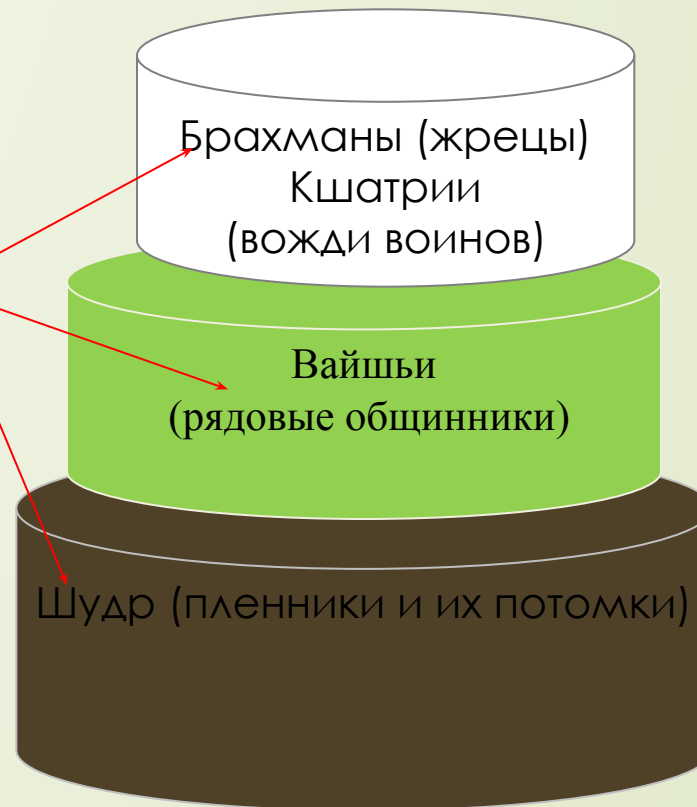 Брахманы (жрецы)
Кшатрии
(вожди воинов)
Вайшьи
(рядовые общинники)
Шудр (пленники и их потомки)